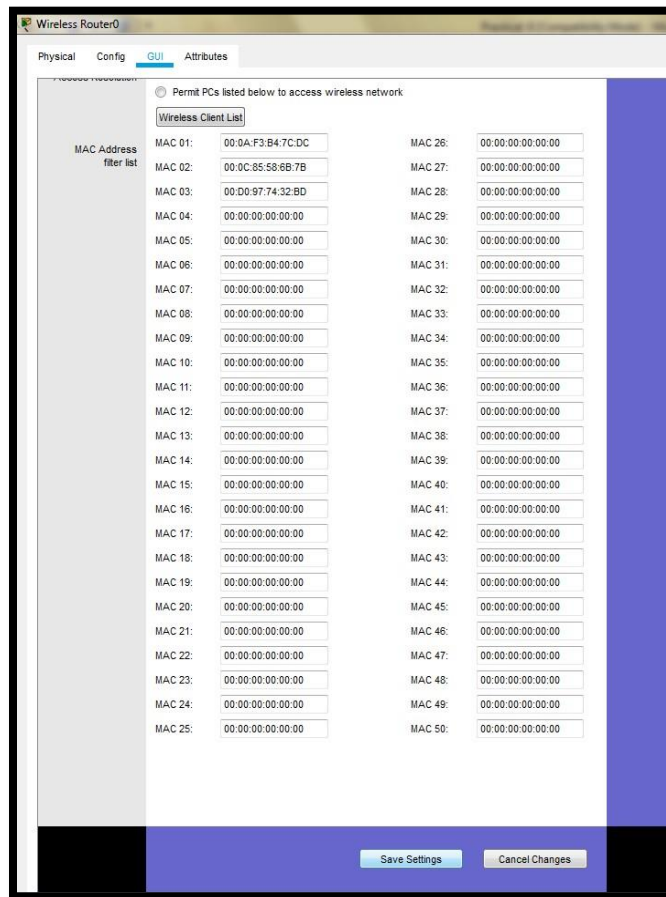 Wireless Router0
Physical Config GUI Attributes
Permit PCs listed below to access wireless network
Wireless Client List
MAC Address
filter list
MAC 01: 00:0A:F3:B4:7C:DC MAC 26: 00:00:00:00:00:00
MAC 02: 00:0C:85:58:6B:7B MAC 27: 00:00:00:00:00:00
MAC 03: 00:D0:97:74:32:BD MAC 28: 00:00:00:00:00:00
MAC 04: 00:00:00:00:00:00 MAC 29: 00:00:00:00:00:00
MAC 05: 00:00:00:00:00:00 MAC 30: 00:00:00:00:00:00
MAC 06: 00:00:00:00:00:00 MAC 31: 00:00:00:00:00:00
MAC 07: 00:00:00:00:00:00 MAC 32: 00:00:00:00:00:00
MAC 08: 00:00:00:00:00:00 MAC 33: 00:00:00:00:00:00
MAC 09: 00:00:00:00:00:00 MAC 34: 00:00:00:00:00:00
MAC 10: 00:00:00:00:00:00 MAC 35: 00:00:00:00:00:00
MAC 11: 00:00:00:00:00:00 MAC 36: 00:00:00:00:00:00
MAC 12: 00:00:00:00:00:00 MAC 37: 00:00:00:00:00:00
MAC 13: 00:00:00:00:00:00 MAC 38: 00:00:00:00:00:00
MAC 14: 00:00:00:00:00:00 MAC 39: 00:00:00:00:00:00
MAC 15: 00:00:00:00:00:00 MAC 40: 00:00:00:00:00:00
MAC 16: 00:00:00:00:00:00 MAC 41: 00:00:00:00:00:00
MAC 17: 00:00:00:00:00:00 MAC 42: 00:00:00:00:00:00
MAC 18: 00:00:00:00:00:00 MAC 43: 00:00:00:00:00:00
MAC 19: 00:00:00:00:00:00 MAC 44: 00:00:00:00:00:00
MAC 20: 00:00:00:00:00:00 MAC 45: 00:00:00:00:00:00
MAC 21: 00:00:00:00:00:00 MAC 46: 00:00:00:00:00:00
MAC 22: 00:00:00:00:00:00 MAC 47: 00:00:00:00:00:00
MAC 23: 00:00:00:00:00:00 MAC 48: 00:00:00:00:00:00
MAC 24: 00:00:00:00:00:00 MAC 49: 00:00:00:00:00:00
MAC 25: 00:00:00:00:00:00 MAC 50: 00:00:00:00:00:00
Save Settings Cancel Changes